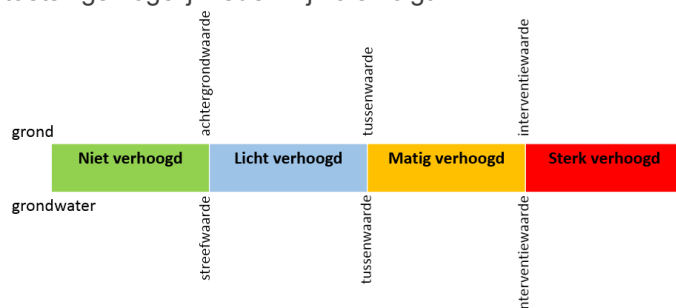 achtergrondwaarde
tussenwaarde
interventiewaarde
grond
Niet verhoogd Licht verhoogd Matig verhoogd Sterk verhoogd
grondwater
streefwaarde
tussenwaarde
interventiewaarde